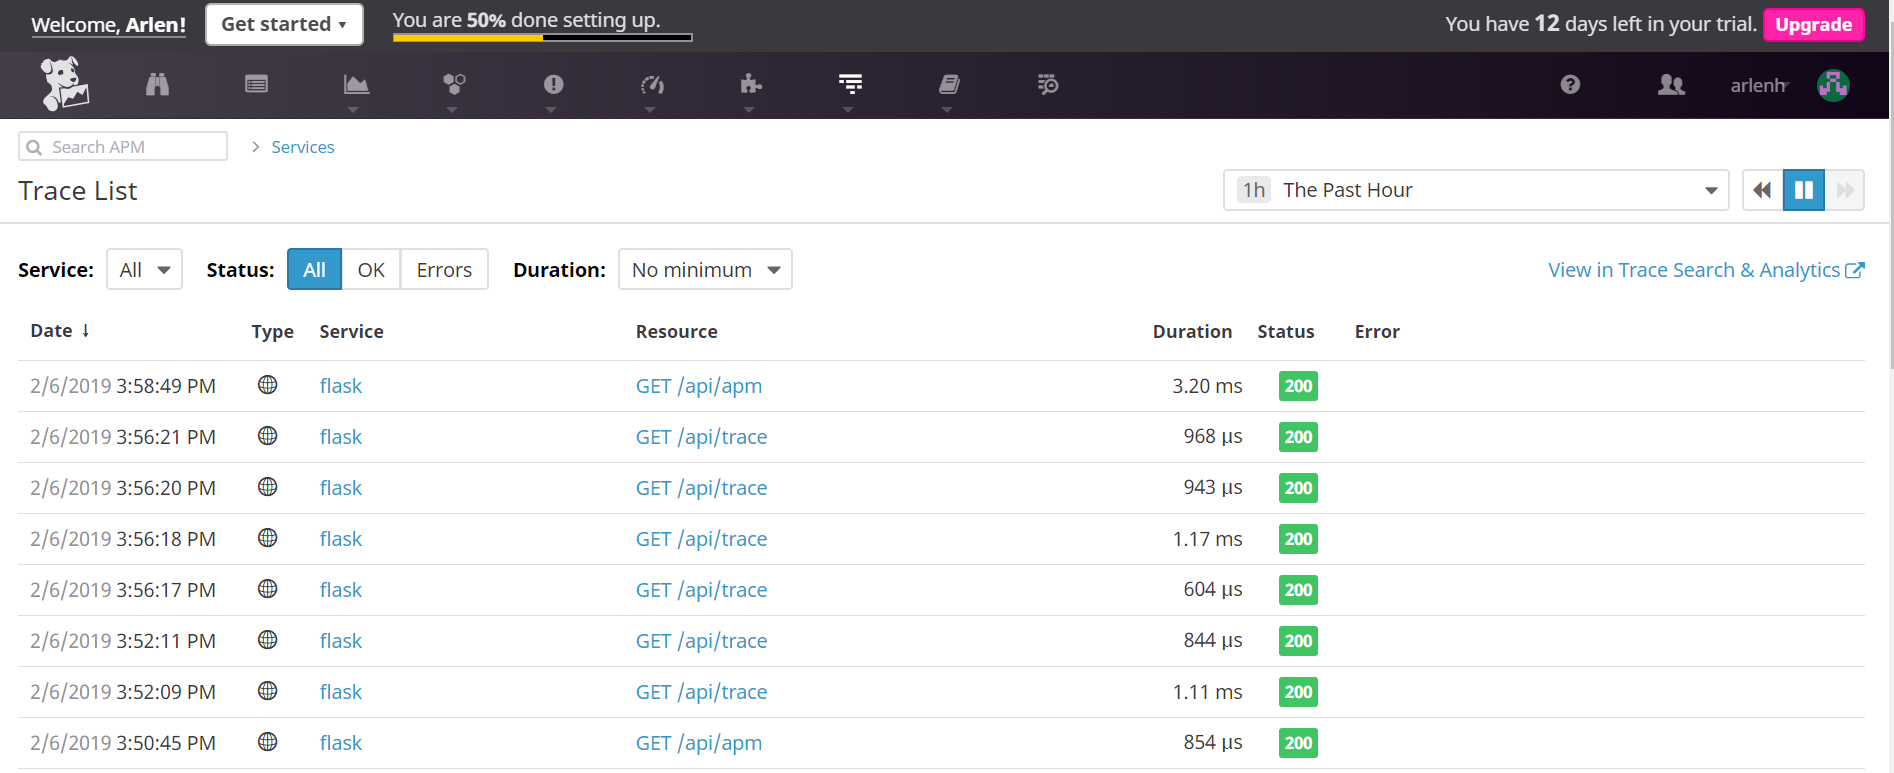 Welcome, Arlen! Get started ▾ You are 50% done setting up. You have 12 days left in your trial. Upgrade
arlenh
Search APM > Services
Trace List 1h The Past Hour
Service: All Status: All OK Errors Duration: No minimum View in Trace Search & Analytics
Date ↓ Type Service Resource Duration Status Error
2/6/2019 3:58:49 PM flask GET /api/apm 3.20 ms 200
2/6/2019 3:56:21 PM flask GET /api/trace 968 µs 200
2/6/2019 3:56:20 PM flask GET /api/trace 943 µs 200
2/6/2019 3:56:18 PM flask GET /api/trace 1.17 ms 200
2/6/2019 3:56:17 PM flask GET /api/trace 604 µs 200
2/6/2019 3:52:11 PM flask GET /api/trace 844 µs 200
2/6/2019 3:52:09 PM flask GET /api/trace 1.11 ms 200
2/6/2019 3:50:45 PM flask GET /api/apm 854 µs 200